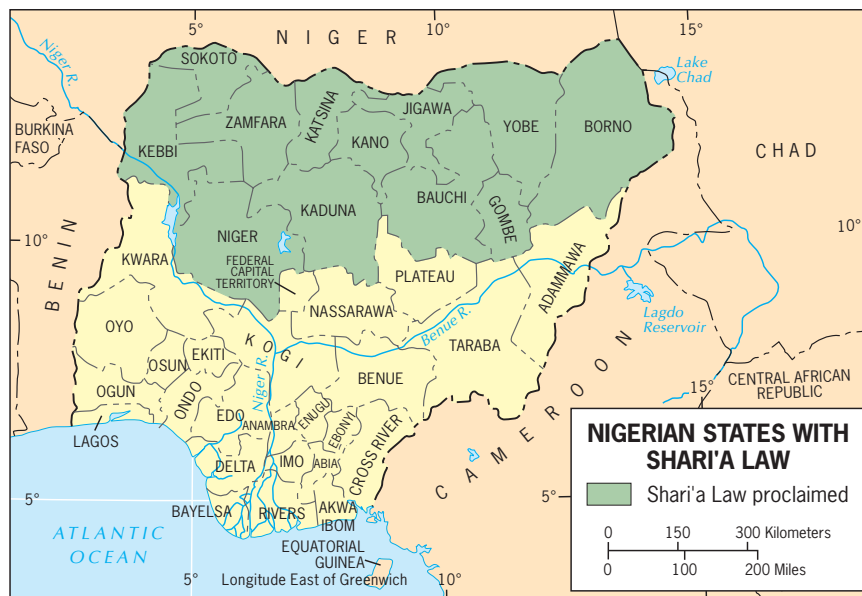 5°
10°
NIGER
Niger R.
SOKOTO
Lake
Chad
KATSINA
JIGAWA
BURKINA
FASO
ZAMFARA
YOBE
BORNO
KANO
KEBBI
CHAD
BAUCHI
KADUNA
GOMBE
NIGER
10°
10°
BENIN
KWARA
FEDERAL
CAPITAL
TERRITORY
PLATEAU
ADAMMAWA
NASSARAWA
Lagdo
Reservoir
OYO
KOGI
Benue R.
TARABA
EKITI
OSUN
Niger R.
BENUE
CENTRAL AFRICAN
REPUBLIC
OGUN
ONDO
15°
EDO
ENUGU
ANAMBRA
EBONYI
LAGOS
CROSS RIVER
CAMEROON
DELTA
IMO
ABIA
5°
5°
BAYELSA
RIVERS
AKWA
IBOM
ATLANTIC
OCEAN
EQUATORIAL
GUINEA
5°
Longitude East of Greenwich
10°
NIGERIAN STATES WITH
SHARI'A LAW
Shari'a Law proclaimed
0 150 300 Kilometers
0 100 200 Miles